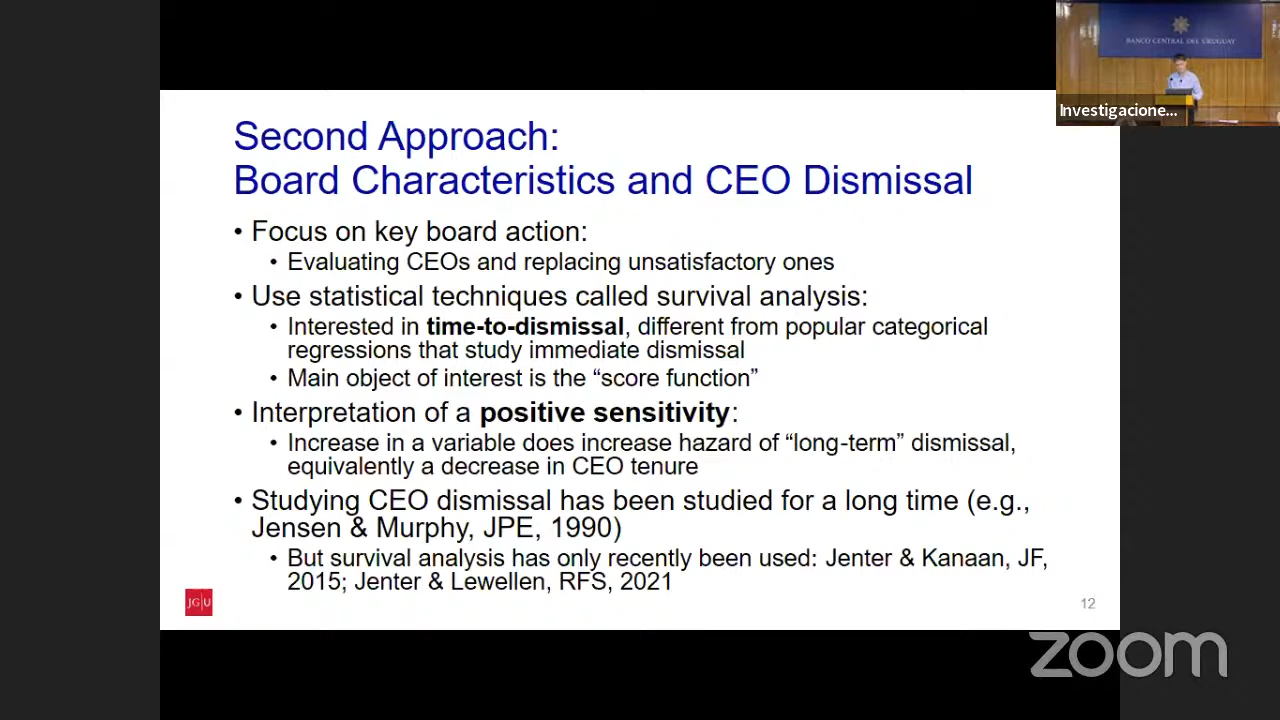 BANCO CENTRAL DEL URUGUAY
Investigacione...
Second Approach:
Board Characteristics and CEO Dismissal
• Focus on key board action:
• Evaluating CEOs and replacing unsatisfactory ones
• Use statistical techniques called survival analysis:
• Interested in time-to-dismissal, different from popular categorical
regressions that study immediate dismissal
• Main object of interest is the “score function”
• Interpretation of a positive sensitivity:
• Increase in a variable does increase hazard of “long-term” dismissal,
equivalently a decrease in CEO tenure
• Studying CEO dismissal has been studied for a long time (e.g.,
Jensen & Murphy, JPE, 1990)
• But survival analysis has only recently been used: Jenter & Kanaan, JF,
2015; Jenter & Lewellen, RFS, 2021
JG|U
12
zoom